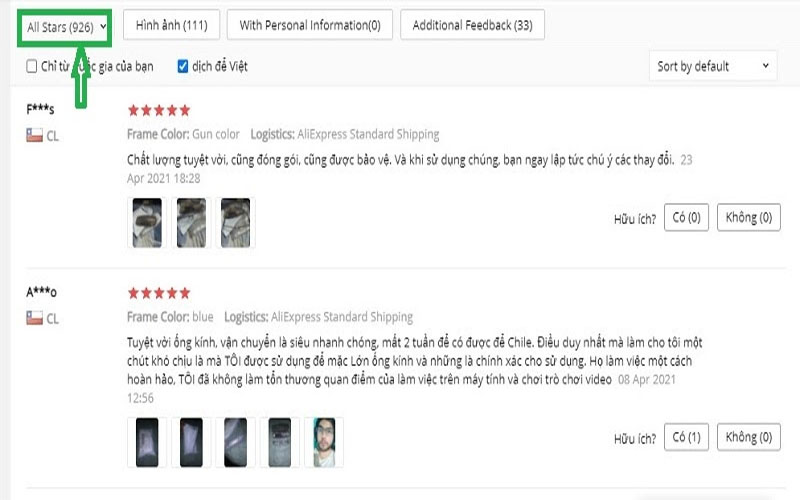 All Stars (926) Hình ảnh (111) With Personal Information(0) Additional Feedback (33)
Chỉ từ gia của bạn dịch để Việt Sort by default
F***s
CL
Frame Color: Gun color Logistics: AliExpress Standard Shipping
Chất lượng tuyệt vời, cũng đóng gói, cũng được bảo vệ. Và khi sử dụng chúng, bạn ngay lập tức chú ý các thay đổi. 23
Apr 2021 18:28
Hữu ích? Có (0) Không (0)
A***o
CL
Frame Color: blue Logistics: AliExpress Standard Shipping
Tuyệt vời ống kính, vận chuyển là siêu nhanh chóng, mất 2 tuần để có được để Chile. Điều duy nhất mà làm cho tôi một
chút khó chịu là mà TÔI được sử dụng để mặc Lớn ống kính và những là chính xác cho sử dụng. Họ làm việc một cách
hoàn hảo, TÔI đã không làm tổn thương quan điểm của làm việc trên máy tính và chơi trò chơi video 08 Apr 2021
12:56
Hữu ích? Có (1) Không (0)